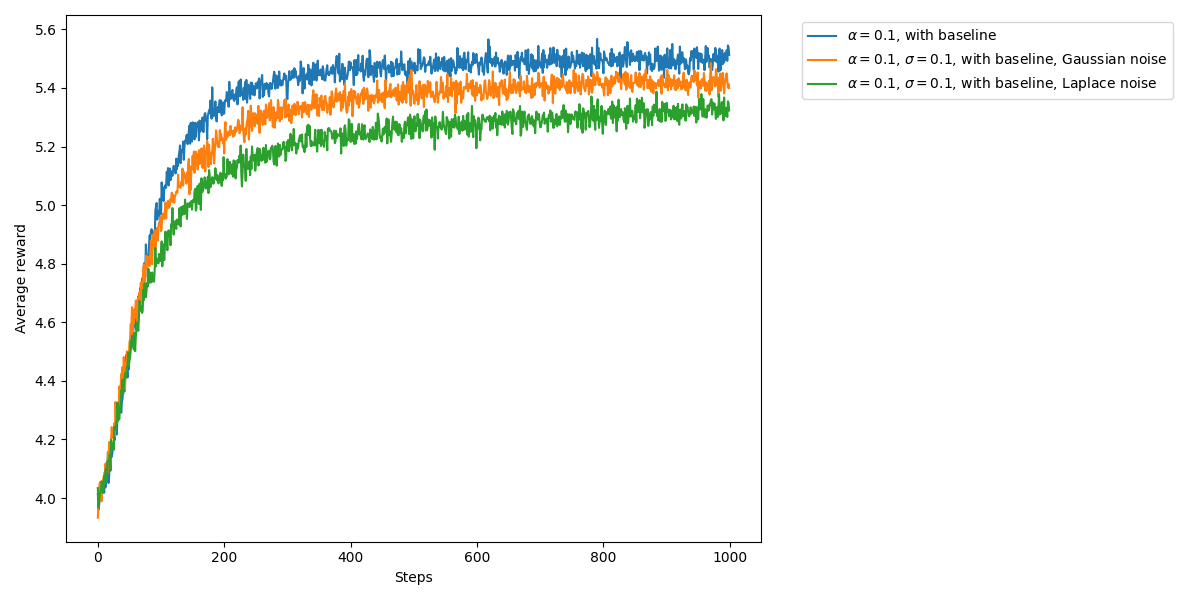 5.6
5.4
5.2
5.0
4.8
4.6
4.4
4.2
4.0
Average reward
0 200 400 600 800 1000
Steps
α = 0.1, with baseline
α = 0.1, σ = 0.1, with baseline, Gaussian noise
α = 0.1, σ = 0.1, with baseline, Laplace noise